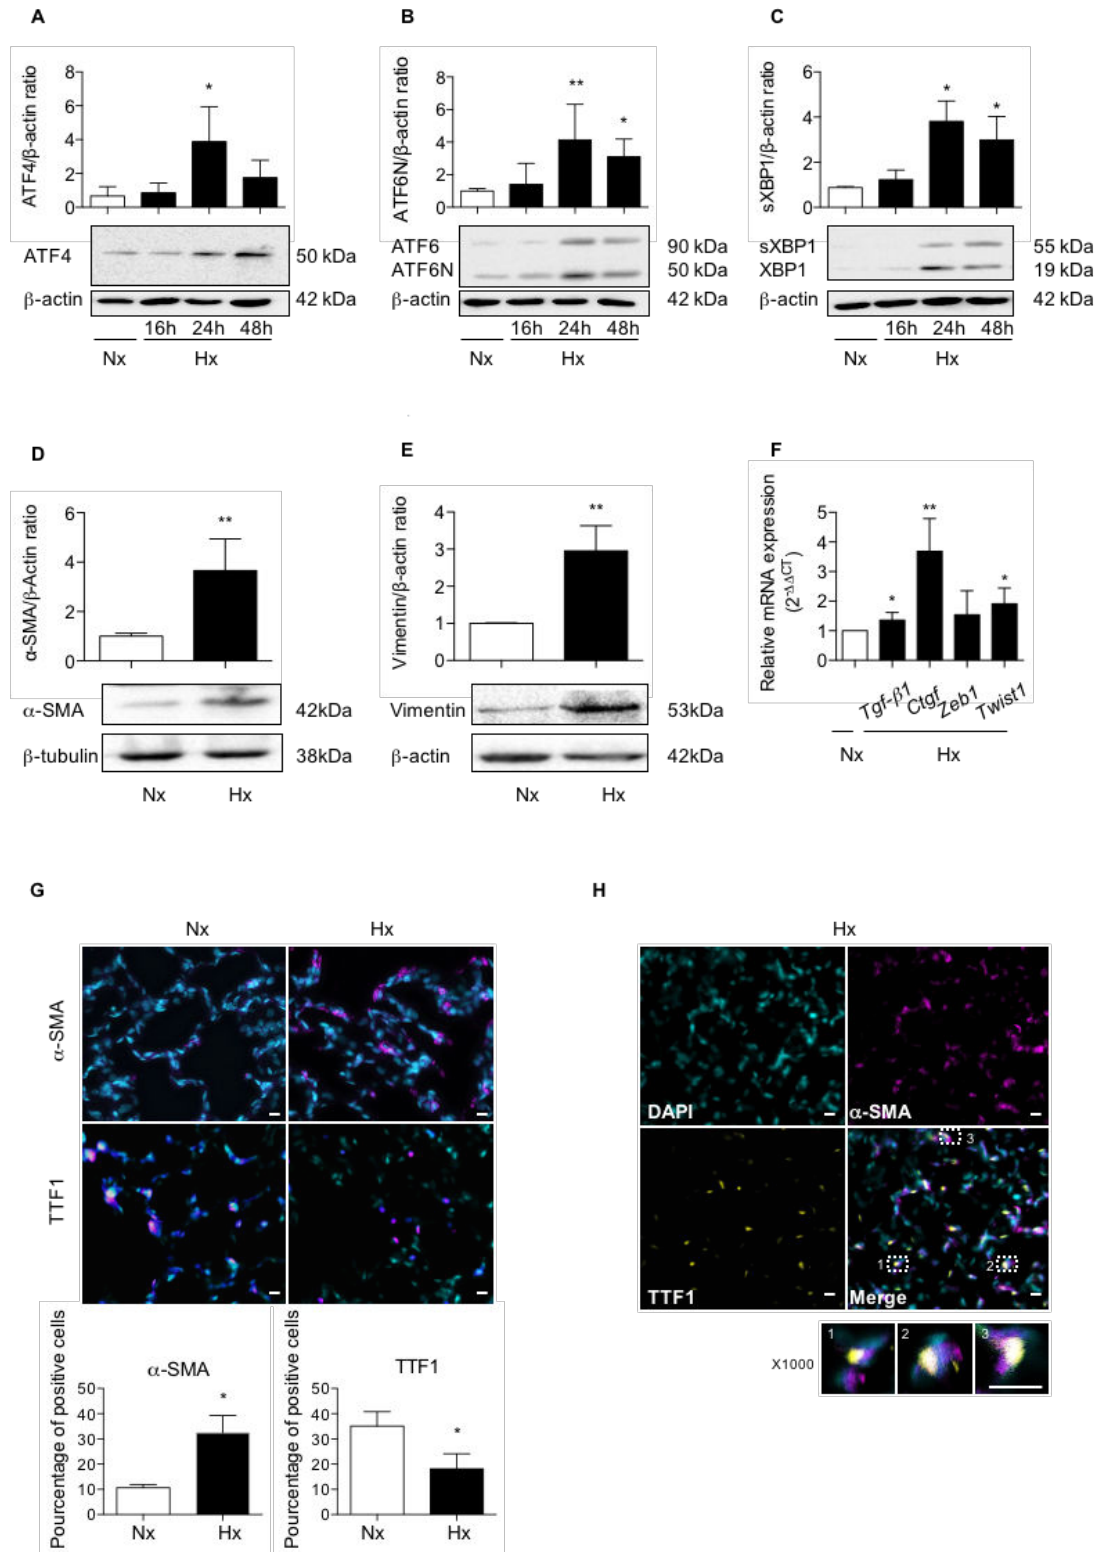 A
B
C
ATF4/β-actin ratio
8
6
4
2
0
*
ATF4
50 kDa
β-actin
42 kDa
16h 24h 48h
Nx
Hx
ATF6N/β-actin ratio
8
6
4
2
0
**
*
ATF6
90 kDa
ATF6N
50 kDa
β-actin
42 kDa
16h 24h 48h
Nx
Hx
sXBP1/β-actin ratio
6
4
2
0
*
*
sXBP1
55 kDa
XBP1
19 kDa
β-actin
42 kDa
16h 24h 48h
Nx
Hx
D
E
F
α-SMA/β-Actin ratio
6
4
2
0
**
α-SMA
42kDa
β-tubulin
38kDa
Nx
Hx
Vimentin/β-actin ratio
4
3
2
1
0
**
Vimentin
53kDa
β-actin
42kDa
Nx
Hx
Relative mRNA expression
(2-ΔΔCT)
5
4
3
2
1
0
*
**
*
Tgf-β1
Ctgf
Zeb1
Twist1
Nx
Hx
G
Nx
Hx
α-SMA
TTF1
Pourcentage of positive cells
α-SMA
50
40
30
20
10
0
*
Nx
Hx
Pourcentage of positive cells
TTF1
50
40
30
20
10
0
*
Nx
Hx
H
Hx
DAPI
α-SMA
TTF1
Merge
3
1
2
X1000
1
2
3